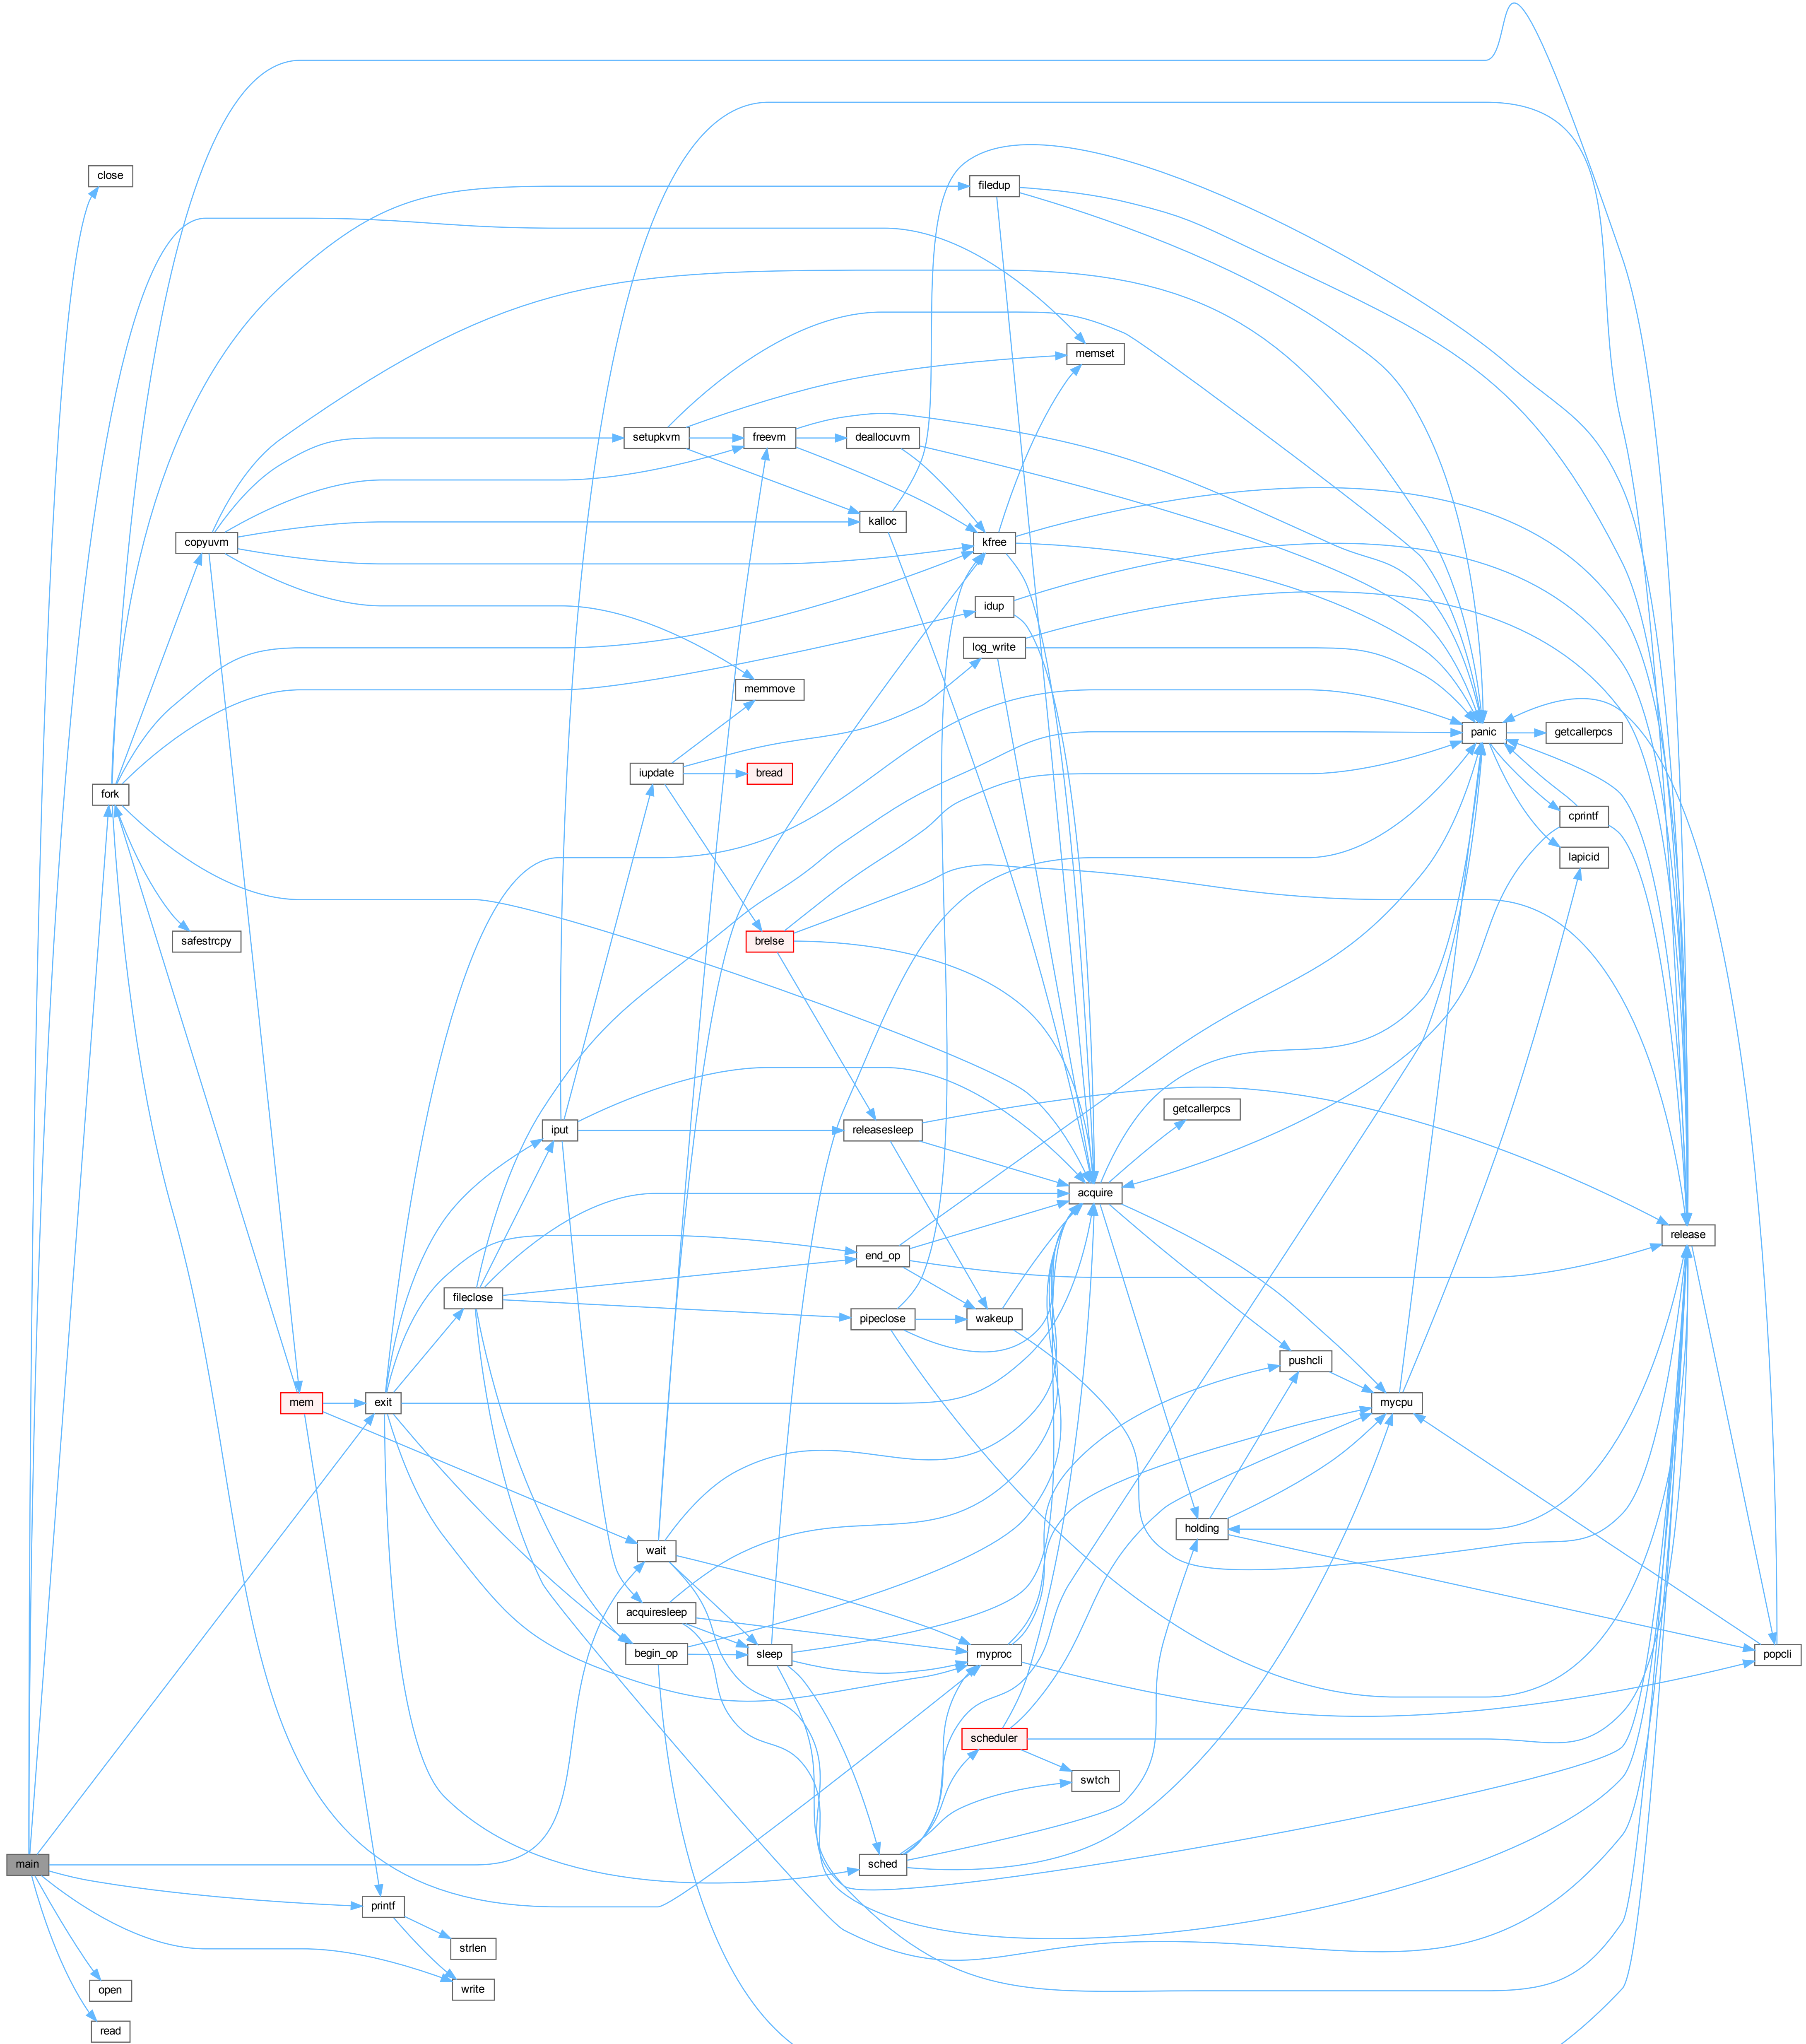 close
filedup
memset
setupkvm
freevm
deallocuvm
kalloc
copyuvm
kfree
idup
log_write
memmove
panic
getcallerpcs
iupdate
bread
fork
cprintf
lapicid
safestrcpy
brelse
getcallerpcs
iput
releasesleep
acquire
release
end_op
fileclose
pipeclose
wakeup
pushcli
mem
exit
mycpu
holding
wait
acquiresleep
begin_op
sleep
myproc
popcli
scheduler
swtch
main
sched
printf
strlen
open
write
read